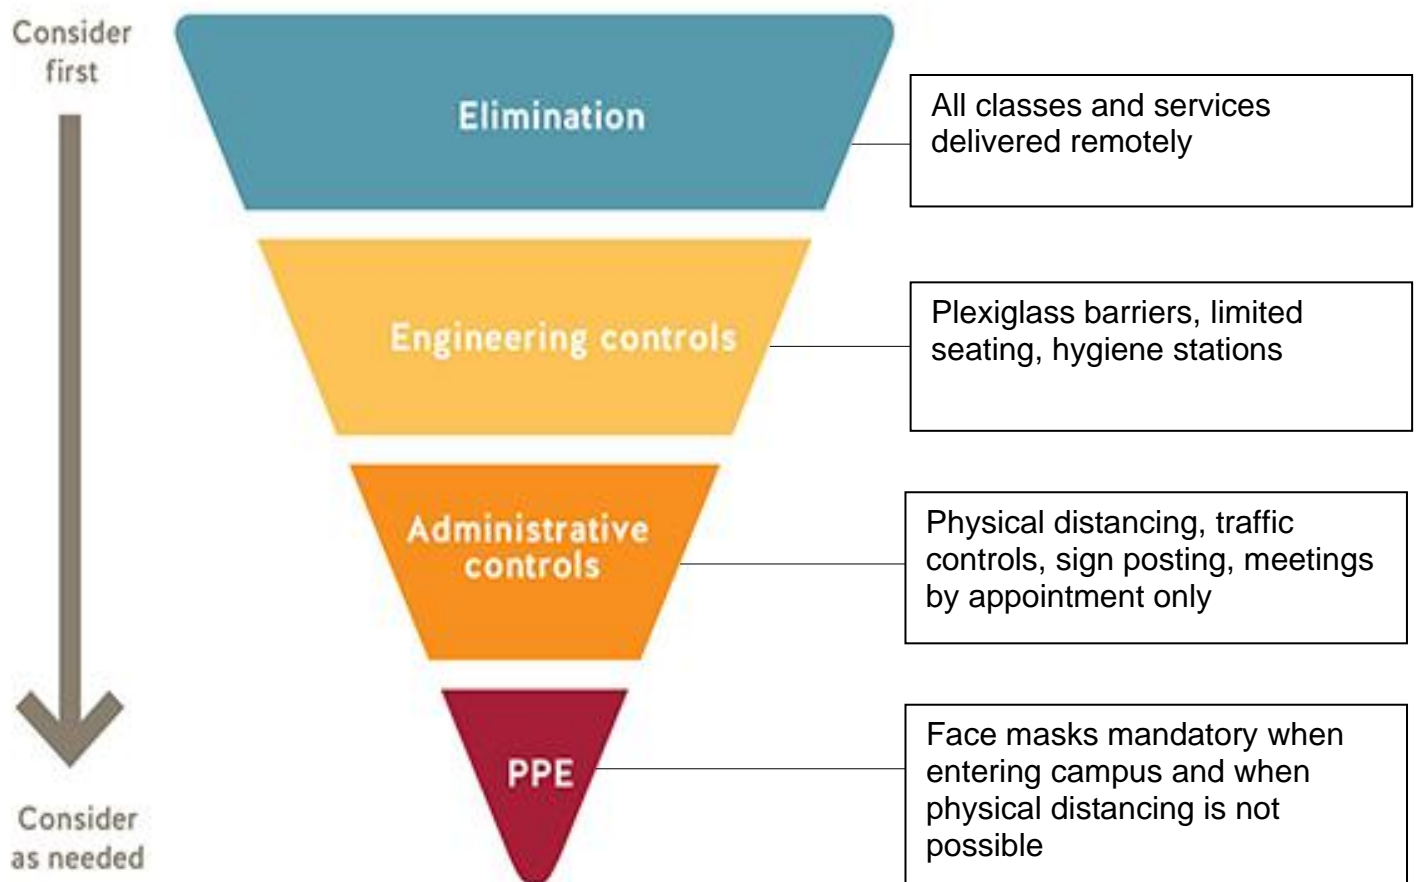 Consider
first
Elimination
All classes and services
delivered remotely
Engineering controls
Plexiglass barriers, limited
seating, hygiene stations
Administrative
controls
Physical distancing, traffic
controls, sign posting, meetings
by appointment only
PPE
Face masks mandatory when
entering campus and when
physical distancing is not
possible
Consider
as needed